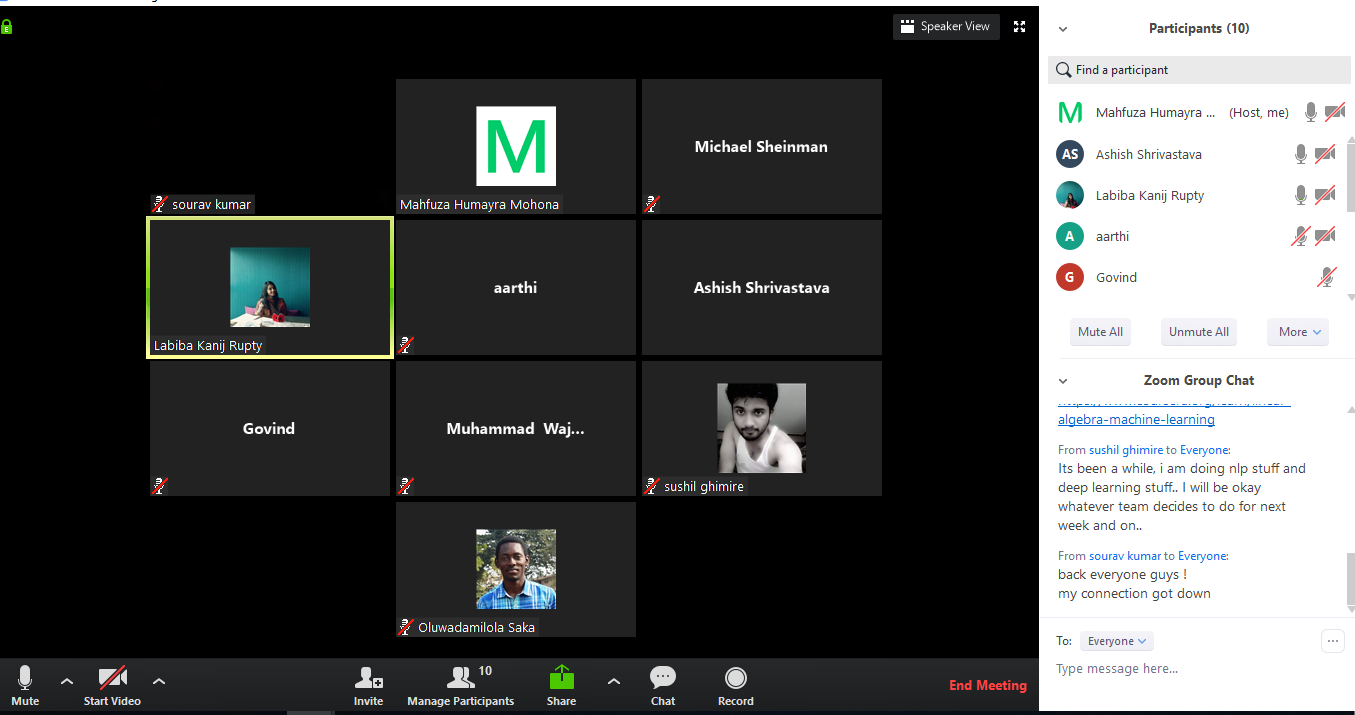 Speaker View
sourav kumar
M
Mahfuza Humayra Mohona
Michael Sheinman
Labiba Kanij Rupty
aarthi
Ashish Shrivastava
Govind
Muhammad Waj...
sushil ghimire
Oluwadamilola Saka
Mute
Start Video
Invite
10
Manage Participants
Share
Chat
Record
End Meeting
Participants (10)
Find a participant
M Mahfuza Humayra ... (Host, me)
AS Ashish Shrivastava
Labiba Kanij Rupty
A aarthi
G Govind
Mute All Unmute All More
Zoom Group Chat
algebra-machine-learning
From sushil ghimire to Everyone:
Its been a while, i am doing nlp stuff and
deep learning stuff.. I will be okay
whatever team decides to do for next
week and on..
From sourav kumar to Everyone:
back everyone guys !
my connection got down
To: Everyone
Type message here...